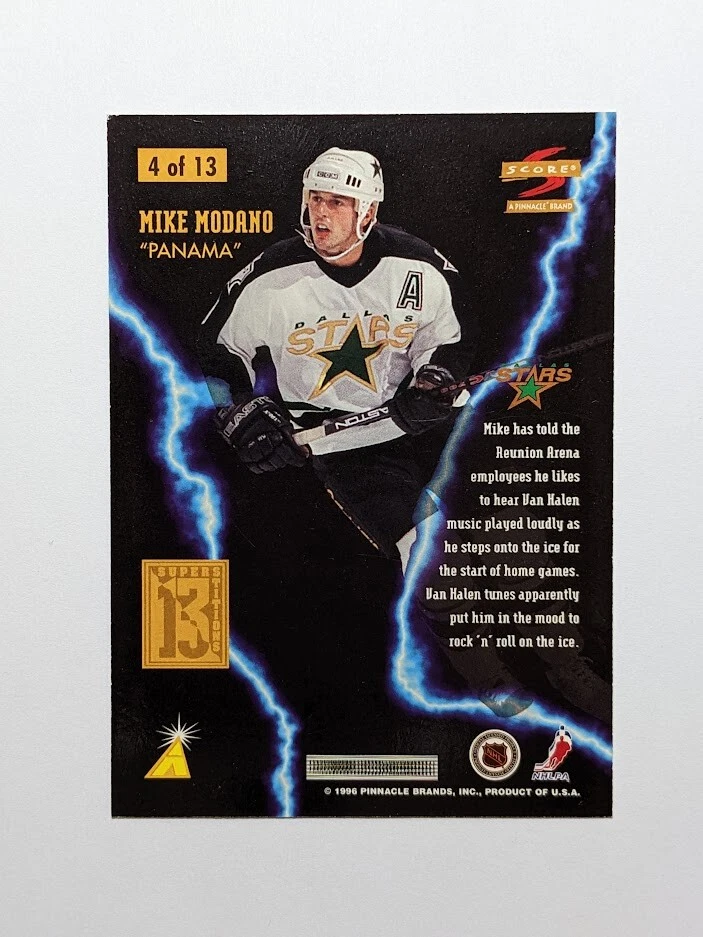 4 of 13
SCORE®
A PINNACLE® BRAND
MIKE MODANO
"PANAMA"
A
DALLAS
STARS
EASTON
EASTON
STARS
Mike has told the
Reunion Arena
employees he likes
to hear Van Halen
music played loudly as
he steps onto the ice for
the start of home games.
Van Halen tunes apparently
put him in the mood to
rock 'n' roll on the ice.
SUPERSTITIONS
13
NHL
NHLPA
© 1996 PINNACLE BRANDS, INC., PRODUCT OF U.S.A.